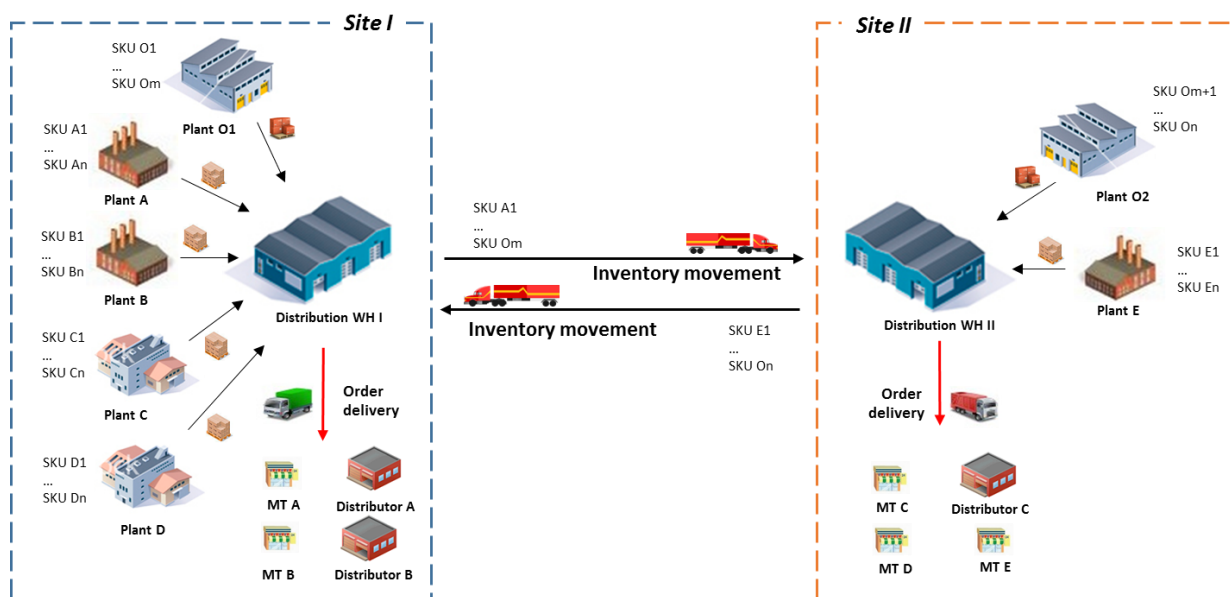 Site I
SKU O1
...
SKU Om
Plant O1
SKU A1
...
SKU An
Plant A
SKU B1
...
SKU Bn
Plant B
Distribution WH I
SKU C1
...
SKU Cn
Plant C
SKU D1
...
SKU Dn
Plant D
Order
delivery
MT A
Distributor A
MT B
Distributor B
SKU A1
...
SKU Om
Inventory movement
Inventory movement
SKU E1
...
SKU On
Site II
SKU Om+1
...
SKU On
Plant O2
SKU E1
...
SKU En
Plant E
Distribution WH II
Order
delivery
MT C
Distributor C
MT D
MT E